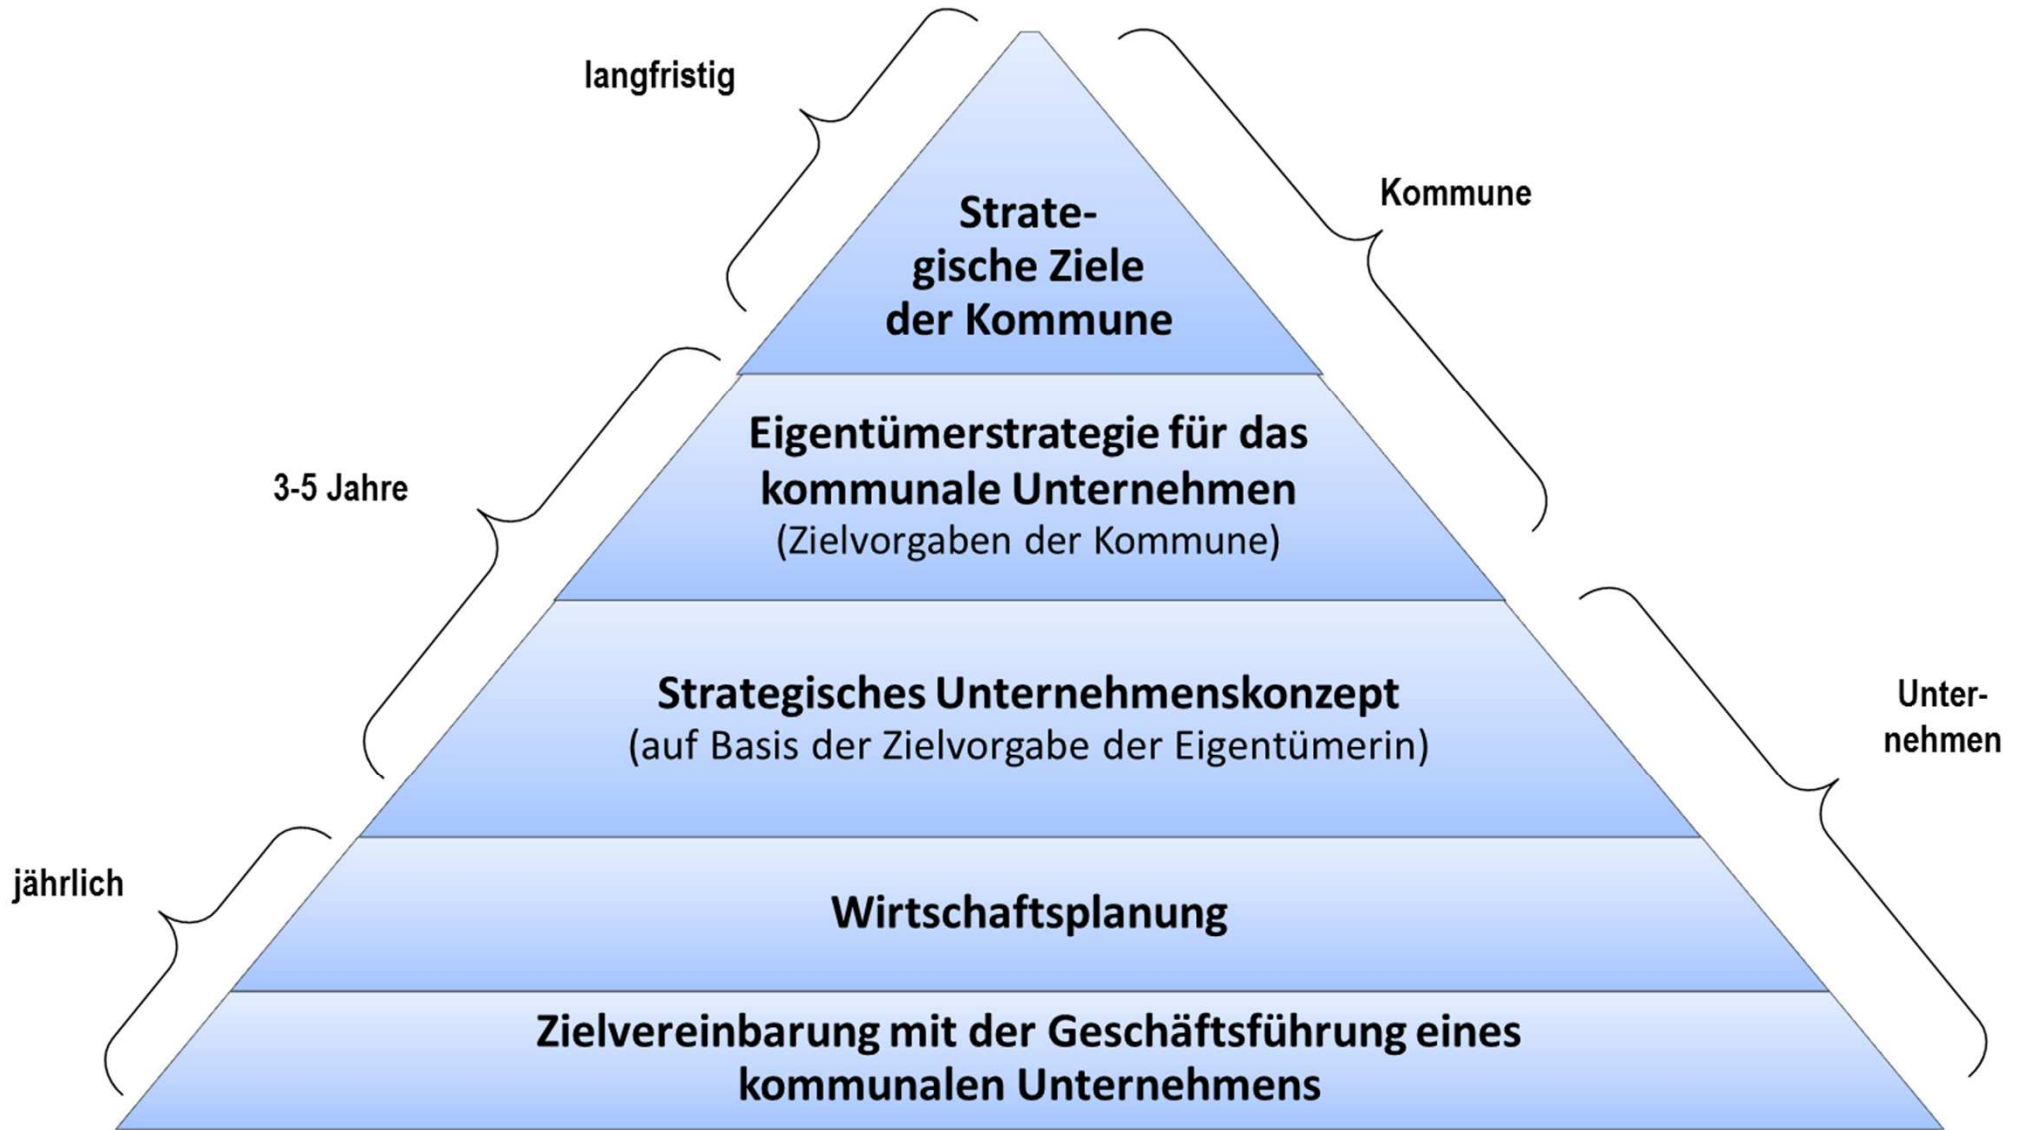 langfristig
Kommune
Strate-
gische Ziele
der Kommune
Eigentümerstrategie für das
kommunale Unternehmen
(Zielvorgaben der Kommune)
3-5 Jahre
Strategisches Unternehmenskonzept
(auf Basis der Zielvorgabe der Eigentümerin)
Unter-
nehmen
jährlich
Wirtschaftsplanung
Zielvereinbarung mit der Geschäftsführung eines
kommunalen Unternehmens